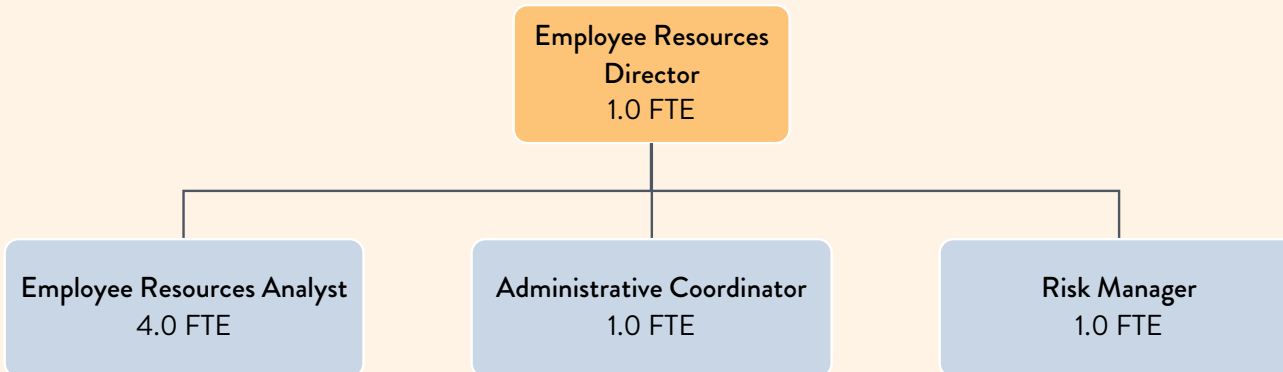 Employee Resources
Director
1.0 FTE
Employee Resources Analyst
4.0 FTE
Administrative Coordinator
1.0 FTE
Risk Manager
1.0 FTE